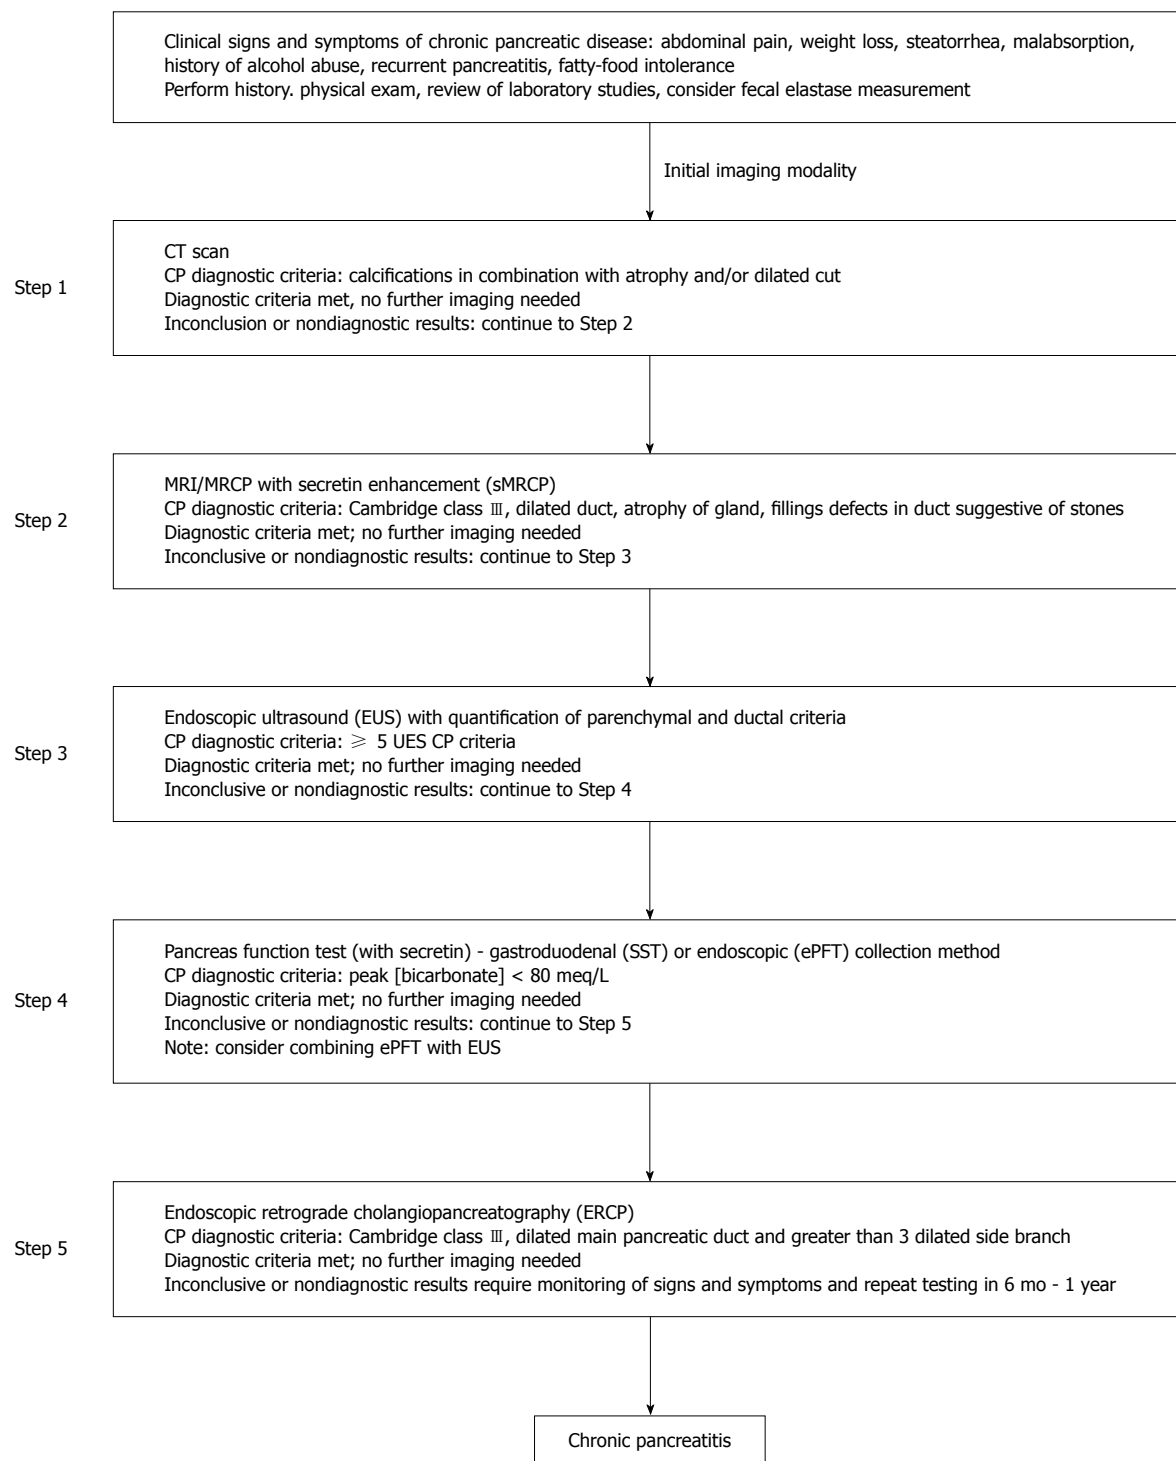 Clinical signs and symptoms of chronic pancreatic disease: abdominal pain, weight loss, steatorrhea, malabsorption,
history of alcohol abuse, recurrent pancreatitis, fatty-food intolerance
Perform history. physical exam, review of laboratory studies, consider fecal elastase measurement
Initial imaging modality
Step 1
CT scan
CP diagnostic criteria: calcifications in combination with atrophy and/or dilated cut
Diagnostic criteria met, no further imaging needed
Inconclusion or nondiagnostic results: continue to Step 2
Step 2
MRI/MRCP with secretin enhancement (sMRCP)
CP diagnostic criteria: Cambridge class Ⅲ, dilated duct, atrophy of gland, fillings defects in duct suggestive of stones
Diagnostic criteria met; no further imaging needed
Inconclusive or nondiagnostic results: continue to Step 3
Step 3
Endoscopic ultrasound (EUS) with quantification of parenchymal and ductal criteria
CP diagnostic criteria: ⩾ 5 UES CP criteria
Diagnostic criteria met; no further imaging needed
Inconclusive or nondiagnostic results: continue to Step 4
Step 4
Pancreas function test (with secretin) - gastroduodenal (SST) or endoscopic (ePFT) collection method
CP diagnostic criteria: peak [bicarbonate] < 80 meq/L
Diagnostic criteria met; no further imaging needed
Inconclusive or nondiagnostic results: continue to Step 5
Note: consider combining ePFT with EUS
Step 5
Endoscopic retrograde cholangiopancreatography (ERCP)
CP diagnostic criteria: Cambridge class Ⅲ, dilated main pancreatic duct and greater than 3 dilated side branch
Diagnostic criteria met; no further imaging needed
Inconclusive or nondiagnostic results require monitoring of signs and symptoms and repeat testing in 6 mo - 1 year
Chronic pancreatitis